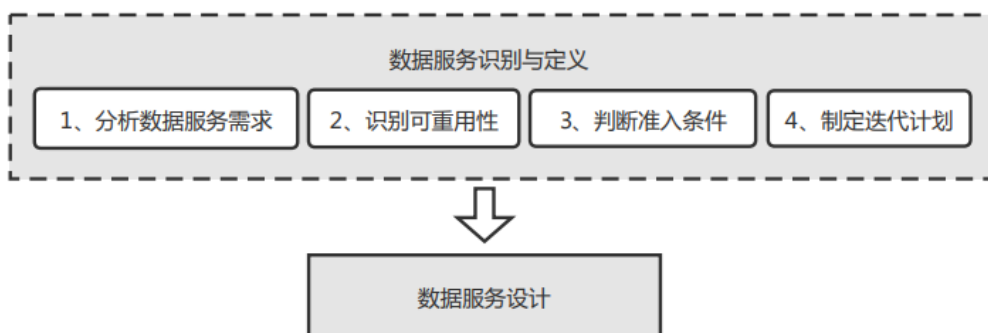 数据服务识别与定义
1、分析数据服务需求
2、识别可重用性
3、判断准入条件
4、制定迭代计划
数据服务设计